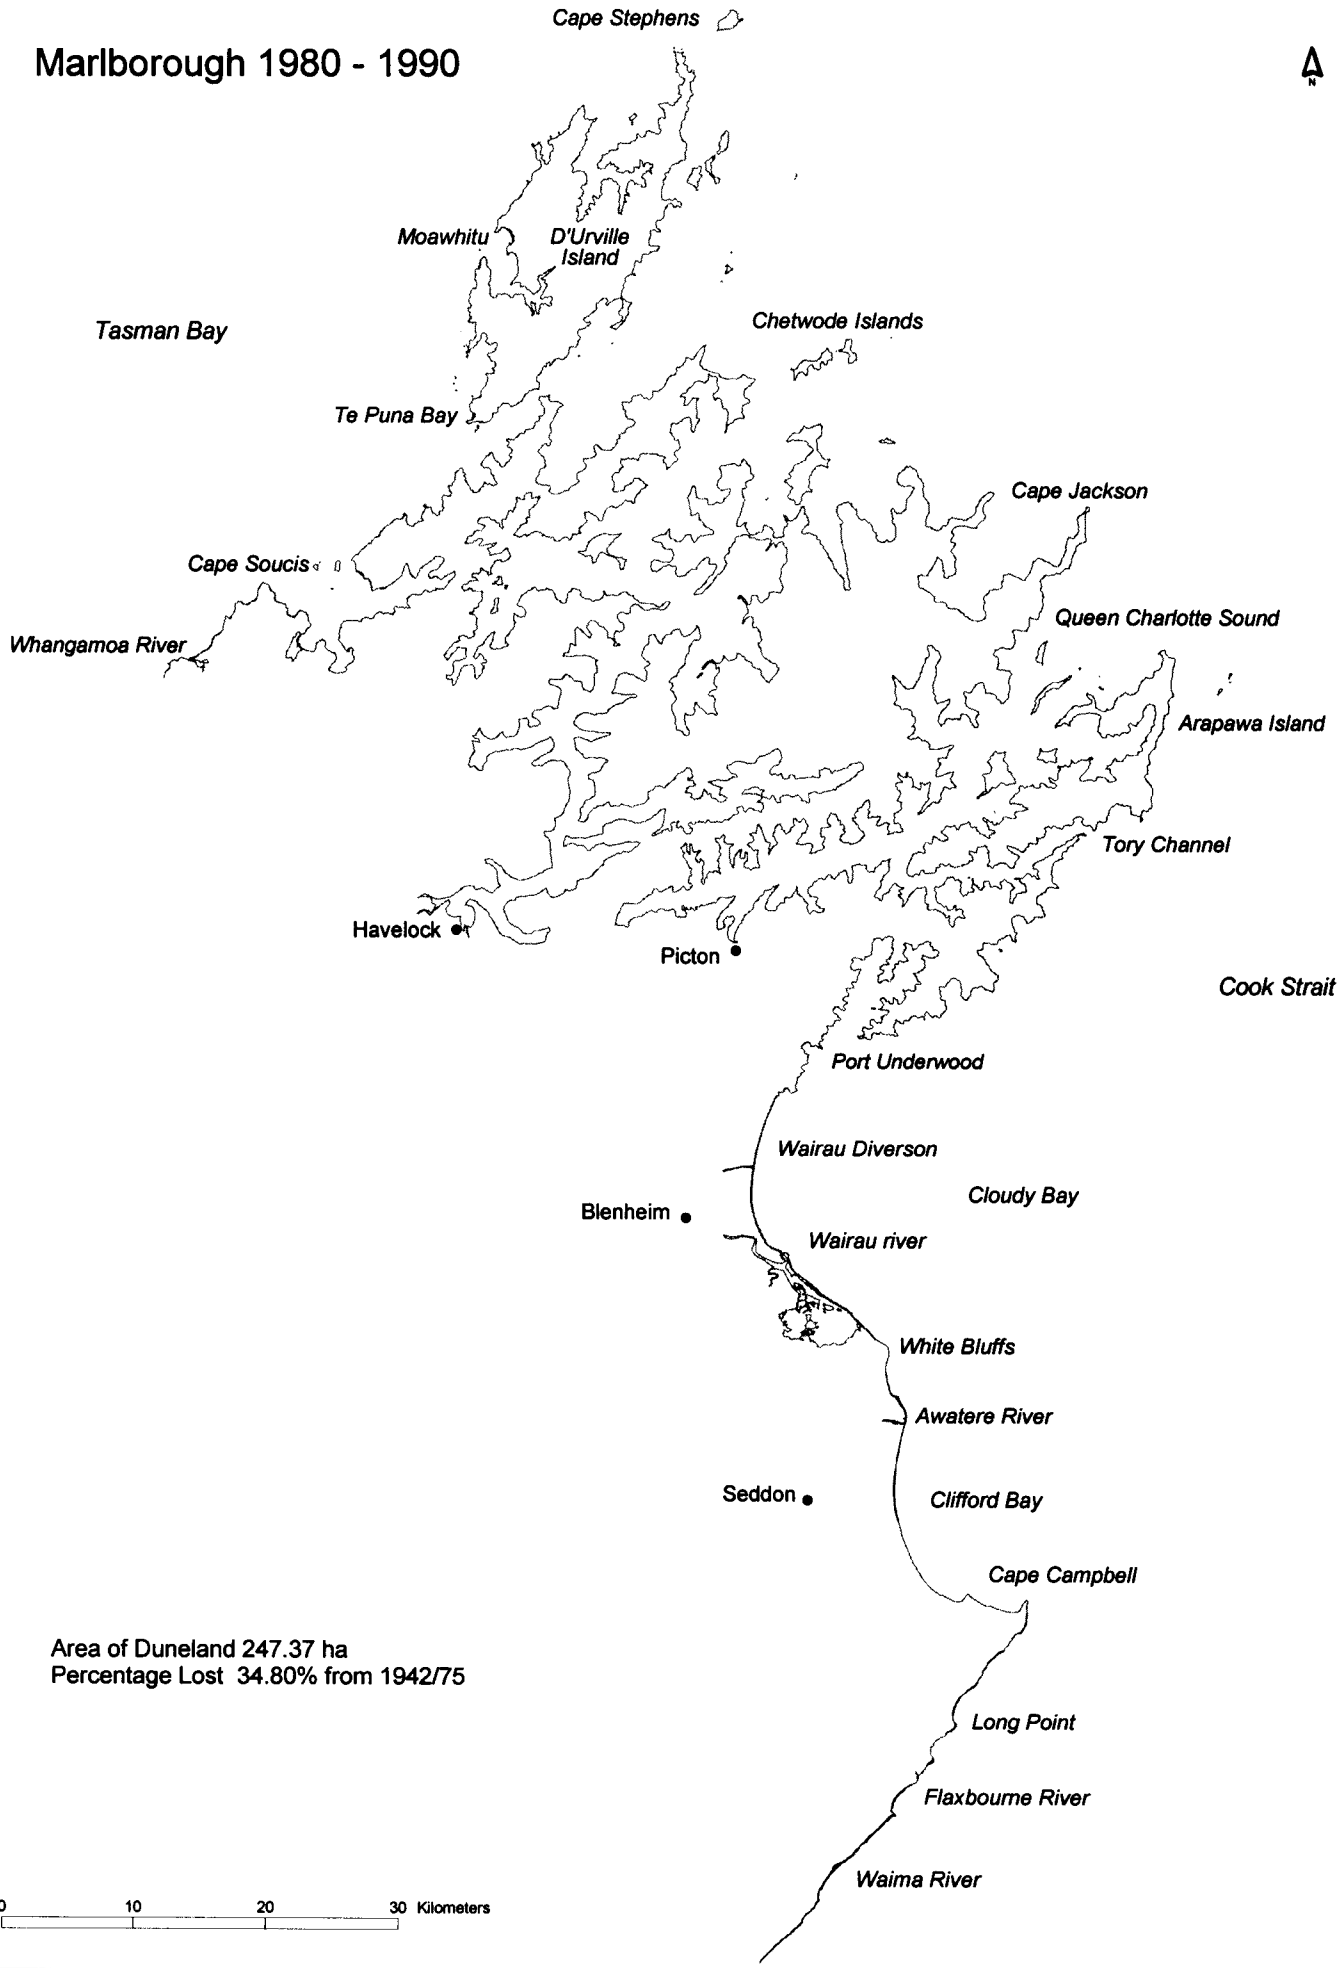 Cape Stephens
Marlborough 1980 - 1990
N
Moawhitu
D'Urville
Island
Chetwode Islands
Tasman Bay
Te Puna Bay
Cape Jackson
Cape Soucis
Queen Charlotte Sound
Whangamoa River
Arapawa Island
Tory Channel
Havelock
Picton
Cook Strait
Port Underwood
Wairau Diverson
Cloudy Bay
Blenheim
Wairau river
White Bluffs
Awatere River
Seddon
Clifford Bay
Cape Campbell
Area of Duneland 247.37 ha
Percentage Lost 34.80% from 1942/75
Long Point
Flaxbourne River
Waima River
0 10 20 30 Kilometers